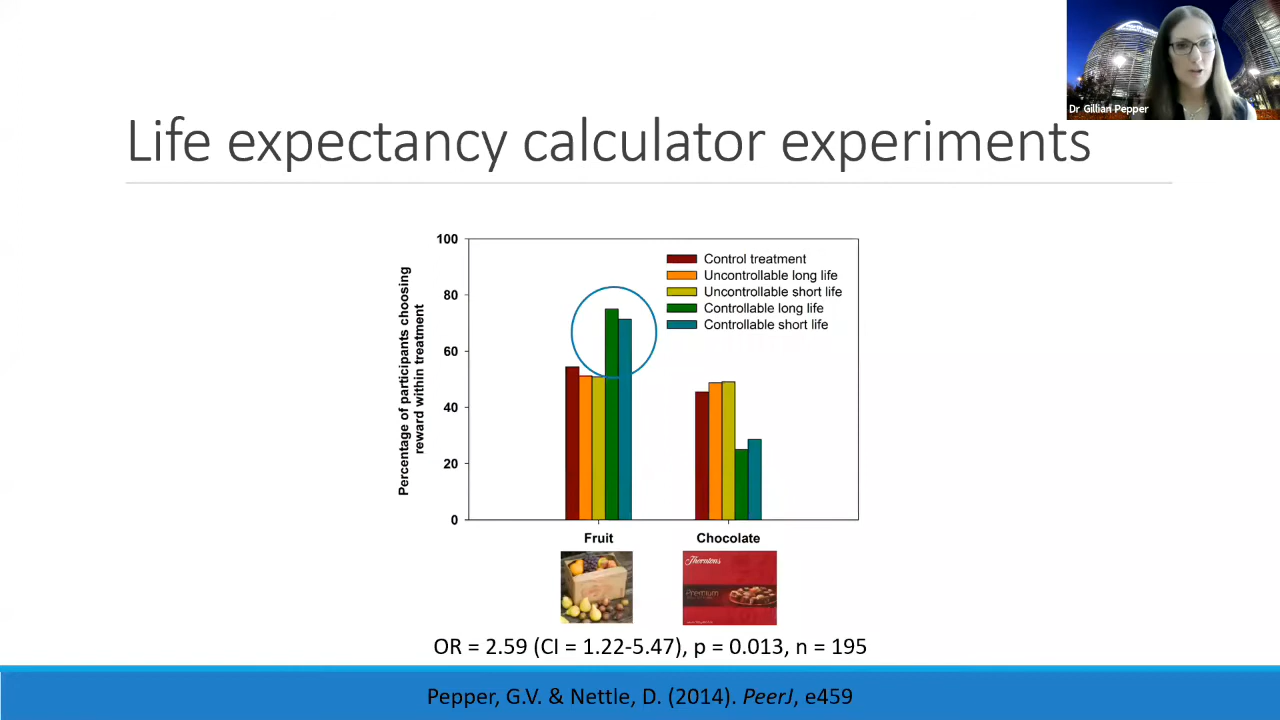 Dr Gillian Pepper
Life expectancy calculator experiments
Percentage of participants choosing
reward within treatment
100
80
60
40
20
0
Control treatment
Uncontrollable long life
Uncontrollable short life
Controllable long life
Controllable short life
Fruit
Chocolate
Thorntons
Premium
OR = 2.59 (CI = 1.22-5.47), p = 0.013, n = 195
Pepper, G.V. & Nettle, D. (2014). PeerJ, e459